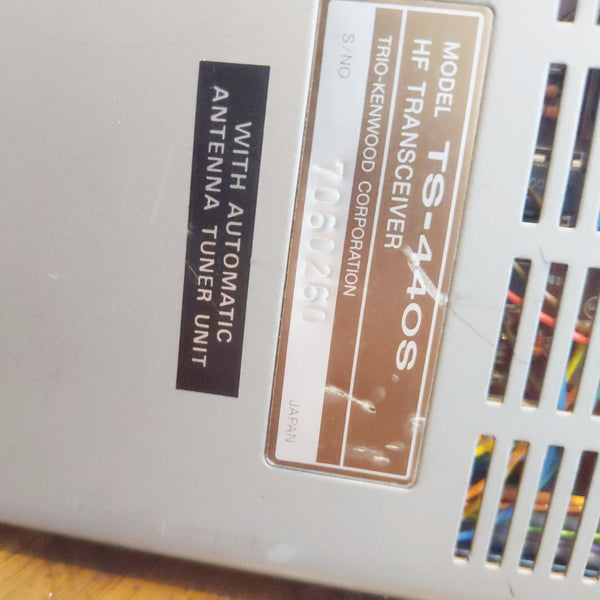 MODEL TS-440S
HF TRANSCEIVER
TRIO-KENWOOD CORPORATION
S/NO 7060260
JAPAN
WITH AUTOMATIC
ANTENNA TUNER UNIT